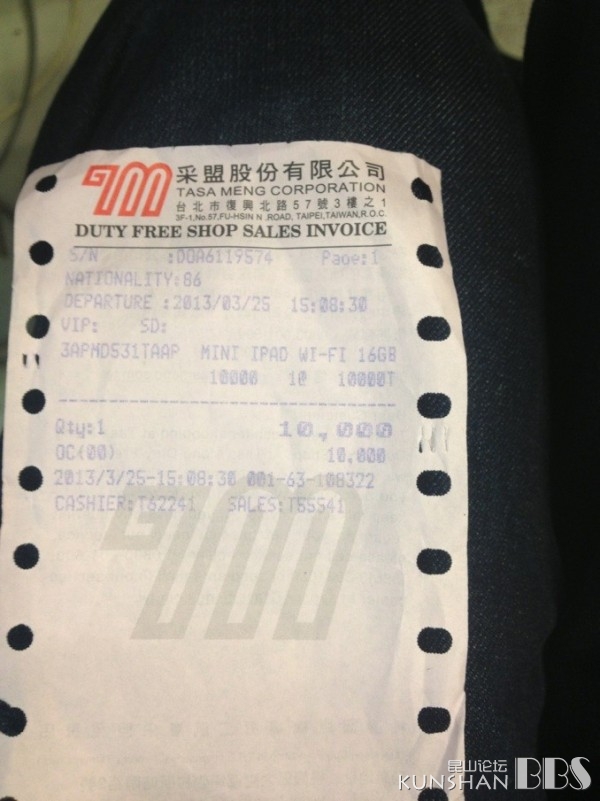 采盟股份有限公司
TASA MENG CORPORATION
台北市復興北路57號3樓之1
3F-1,No.57,FU-HSIN N .ROAD, TAIPEI,TAIWAN,R.O.C.
DUTY FREE SHOP SALES INVOICE
S/N :DOA6119574 Page:1
NATIONALITY:86
DEPARTURE :2013/03/25 15:08:30
VIP: SD:
3APMD531TAAP MINI IPAD WI-FI 16GB
10000 1@ 10000T
Qty:1 10,000
OC(00) 10,000
2013/3/25-15:08:30 001-63-108322
CASHIER:T62241 SALES:T55541
昆山论坛
KUNSHAN BBS